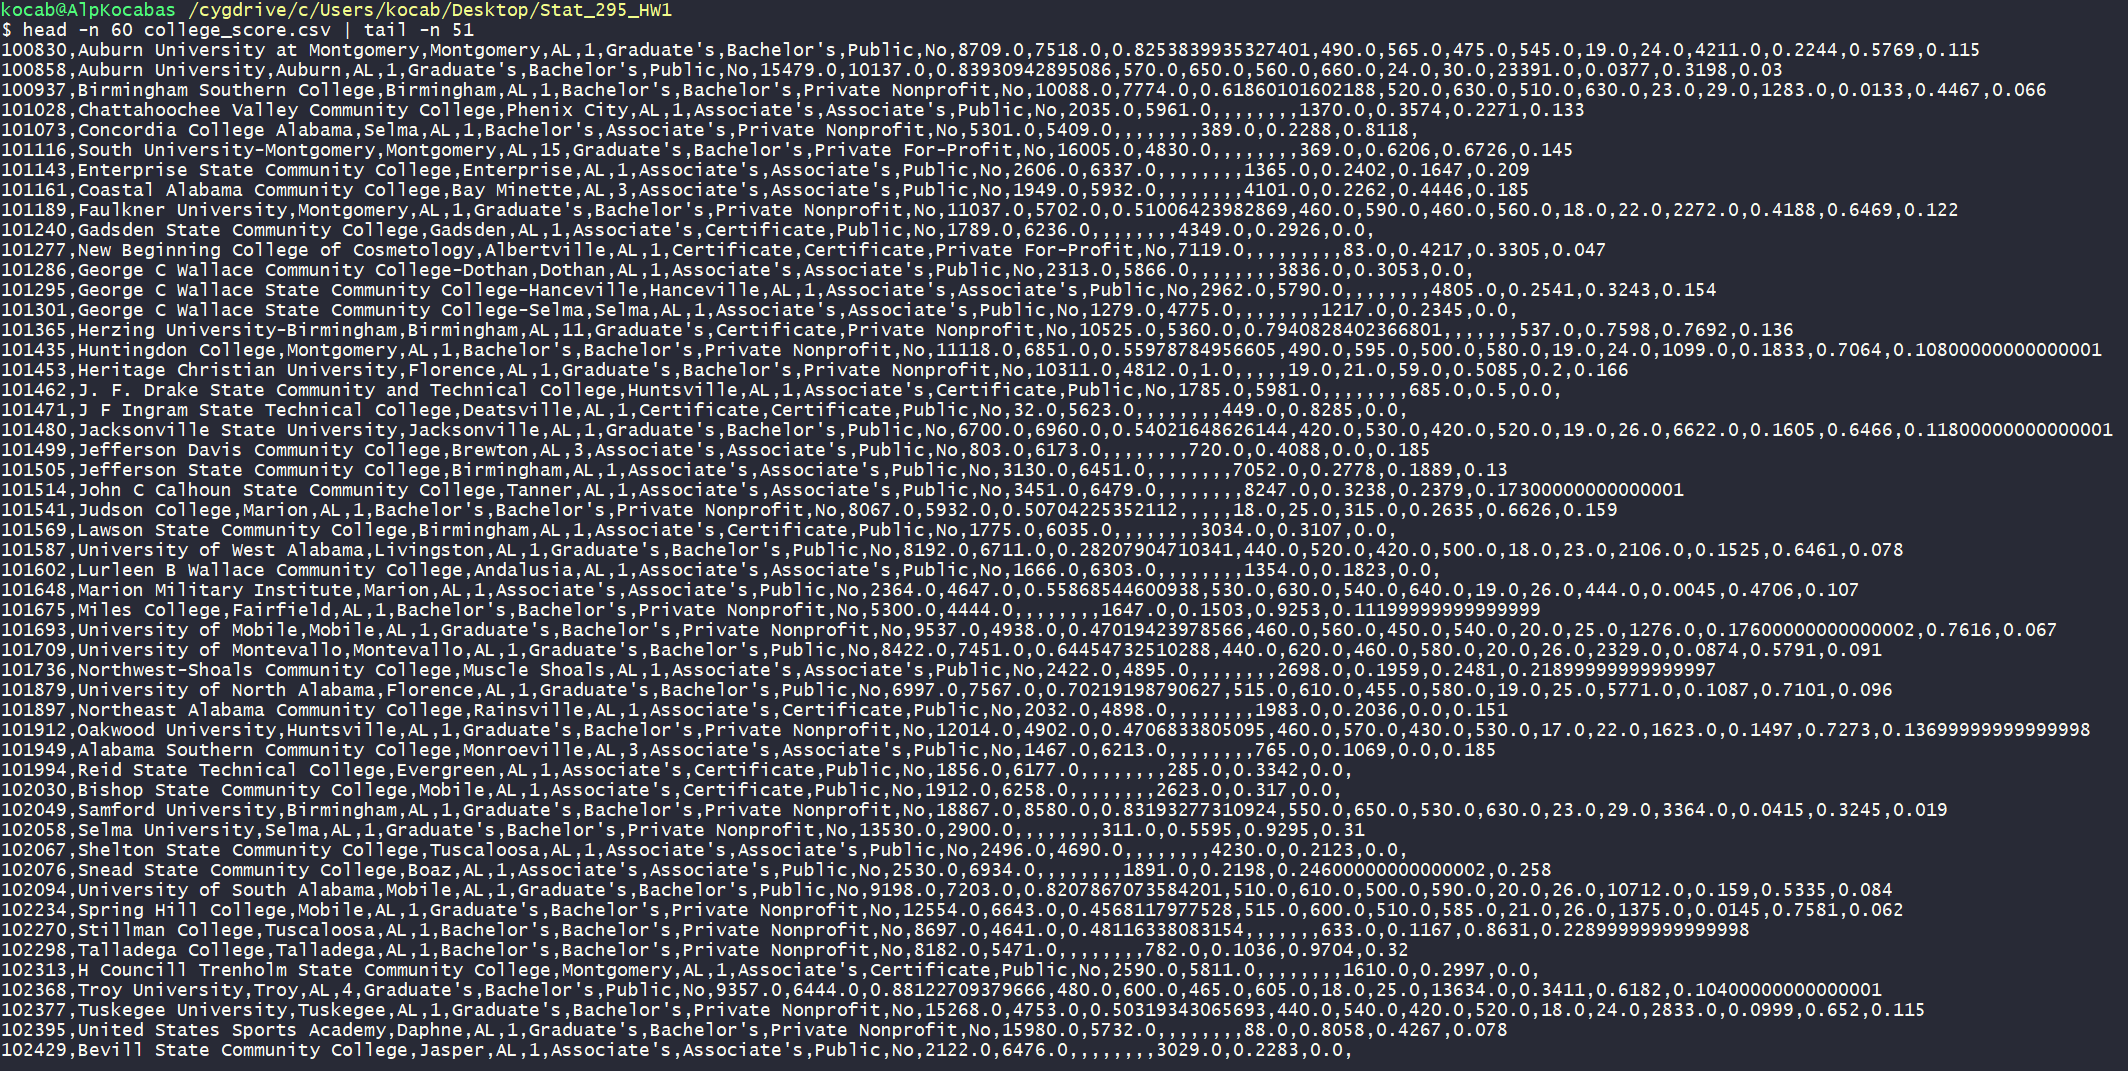 kocab@AlpKocabas /cygdrive/c/Users/kocab/Desktop/Stat_295_HW1
$ head -n 60 college_score.csv | tail -n 51
100830,Auburn University at Montgomery,Montgomery,AL,1,Graduate's,Bachelor's,Public,No,8709.0,7518.0,0.8253839935327401,490.0,565.0,475.0,545.0,19.0,24.0,4211.0,0.2244,0.5769,0.115
100858,Auburn University,Auburn,AL,1,Graduate's,Bachelor's,Public,No,15479.0,10137.0,0.83930942895086,570.0,650.0,560.0,660.0,24.0,30.0,23391.0,0.0377,0.3198,0.03
100937,Birmingham Southern College,Birmingham,AL,1,Bachelor's,Bachelor's,Private Nonprofit,No,10088.0,7774.0,0.61860101602188,520.0,630.0,510.0,630.0,23.0,29.0,1283.0,0.0133,0.4467,0.066
101028,Chattahoochee Valley Community College,Phenix City,AL,1,Associate's,Associate's,Public,No,2035.0,5961.0,,,,,,,,1370.0,0.3574,0.2271,0.133
101073,Concordia College Alabama,Selma,AL,1,Bachelor's,Associate's,Private Nonprofit,No,5301.0,5409.0,,,,,,,,389.0,0.2288,0.8118,
101116,South University-Montgomery,Montgomery,AL,15,Graduate's,Bachelor's,Private For-Profit,No,16005.0,4830.0,,,,,,,,369.0,0.6206,0.6726,0.145
101143,Enterprise State Community College,Enterprise,AL,1,Associate's,Associate's,Public,No,2606.0,6337.0,,,,,,,,1365.0,0.2402,0.1647,0.209
101161,Coastal Alabama Community College,Bay Minette,AL,3,Associate's,Associate's,Public,No,1949.0,5932.0,,,,,,,,4101.0,0.2262,0.4446,0.185
101189,Faulkner University,Montgomery,AL,1,Graduate's,Bachelor's,Private Nonprofit,No,11037.0,5702.0,0.51006423982869,460.0,590.0,460.0,560.0,18.0,22.0,2272.0,0.4188,0.6469,0.122
101240,Gadsden State Community College,Gadsden,AL,1,Associate's,Certificate,Public,No,1789.0,6236.0,,,,,,,,4349.0,0.2926,0.0,
101277,New Beginning College of Cosmetology,Albertville,AL,1,Certificate,Certificate,Private For-Profit,No,7119.0,,,,,,,,,83.0,0.4217,0.3305,0.047
101286,George C Wallace Community College-Dothan,Dothan,AL,1,Associate's,Associate's,Public,No,2313.0,5866.0,,,,,,,,3836.0,0.3053,0.0,
101295,George C Wallace State Community College-Hanceville,Hanceville,AL,1,Associate's,Associate's,Public,No,2962.0,5790.0,,,,,,,,4805.0,0.2541,0.3243,0.154
101301,George C Wallace State Community College-Selma,Selma,AL,1,Associate's,Associate's,Public,No,1279.0,4775.0,,,,,,,,1217.0,0.2345,0.0,
101365,Herzing University-Birmingham,Birmingham,AL,11,Graduate's,Certificate,Private Nonprofit,No,10525.0,5360.0,0.7940828402366801,,,,,,,537.0,0.7598,0.7692,0.136
101435,Huntingdon College,Montgomery,AL,1,Bachelor's,Bachelor's,Private Nonprofit,No,11118.0,6851.0,0.55978784956605,490.0,595.0,500.0,580.0,19.0,24.0,1099.0,0.1833,0.7064,0.10800000000000001
101453,Heritage Christian University,Florence,AL,1,Graduate's,Bachelor's,Private Nonprofit,No,10311.0,4812.0,1.0,,,,,19.0,21.0,59.0,0.5085,0.2,0.166
101462,J. F. Drake State Community and Technical College,Huntsville,AL,1,Associate's,Certificate,Public,No,1785.0,5981.0,,,,,,,,685.0,0.5,0.0,
101471,J F Ingram State Technical College,Deatsville,AL,1,Certificate,Certificate,Public,No,32.0,5623.0,,,,,,,,449.0,0.8285,0.0,
101480,Jacksonville State University,Jacksonville,AL,1,Graduate's,Bachelor's,Public,No,6700.0,6960.0,0.54021648626144,420.0,530.0,420.0,520.0,19.0,26.0,6622.0,0.1605,0.6466,0.11800000000000001
101499,Jefferson Davis Community College,Brewton,AL,3,Associate's,Associate's,Public,No,803.0,6173.0,,,,,,,,720.0,0.4088,0.0,0.185
101505,Jefferson State Community College,Birmingham,AL,1,Associate's,Associate's,Public,No,3130.0,6451.0,,,,,,,,7052.0,0.2778,0.1889,0.13
101514,John C Calhoun State Community College,Tanner,AL,1,Associate's,Associate's,Public,No,3451.0,6479.0,,,,,,,,8247.0,0.3238,0.2379,0.17300000000000001
101541,Judson College,Marion,AL,1,Bachelor's,Bachelor's,Private Nonprofit,No,8067.0,5932.0,0.50704225352112,,,,,18.0,25.0,315.0,0.2635,0.6626,0.159
101569,Lawson State Community College,Birmingham,AL,1,Associate's,Certificate,Public,No,1775.0,6035.0,,,,,,,,3034.0,0.3107,0.0,
101587,University of West Alabama,Livingston,AL,1,Graduate's,Bachelor's,Public,No,8192.0,6711.0,0.28207904710341,440.0,520.0,420.0,500.0,18.0,23.0,2106.0,0.1525,0.6461,0.078
101602,Lurleen B Wallace Community College,Andalusia,AL,1,Associate's,Associate's,Public,No,1666.0,6303.0,,,,,,,,1354.0,0.1823,0.0,
101648,Marion Military Institute,Marion,AL,1,Associate's,Associate's,Public,No,2364.0,4647.0,0.55868544600938,530.0,630.0,540.0,640.0,19.0,26.0,444.0,0.0045,0.4706,0.107
101675,Miles College,Fairfield,AL,1,Bachelor's,Bachelor's,Private Nonprofit,No,5300.0,4444.0,,,,,,,,1647.0,0.1503,0.9253,0.11199999999999999
101693,University of Mobile,Mobile,AL,1,Graduate's,Bachelor's,Private Nonprofit,No,9537.0,4938.0,0.47019423978566,460.0,560.0,450.0,540.0,20.0,25.0,1276.0,0.17600000000000002,0.7616,0.067
101709,University of Montevallo,Montevallo,AL,1,Graduate's,Bachelor's,Public,No,8422.0,7451.0,0.64454732510288,440.0,620.0,460.0,580.0,20.0,26.0,2329.0,0.0874,0.5791,0.091
101736,Northwest-Shoals Community College,Muscle Shoals,AL,1,Associate's,Associate's,Public,No,2422.0,4895.0,,,,,,,,2698.0,0.1959,0.2481,0.21899999999999997
101879,University of North Alabama,Florence,AL,1,Graduate's,Bachelor's,Public,No,6997.0,7567.0,0.70219198790627,515.0,610.0,455.0,580.0,19.0,25.0,5771.0,0.1087,0.7101,0.096
101897,Northeast Alabama Community College,Rainsville,AL,1,Associate's,Certificate,Public,No,2032.0,4898.0,,,,,,,,1983.0,0.2036,0.0,0.151
101912,Oakwood University,Huntsville,AL,1,Graduate's,Bachelor's,Private Nonprofit,No,12014.0,4902.0,0.4706833805095,460.0,570.0,430.0,530.0,17.0,22.0,1623.0,0.1497,0.7273,0.13699999999999998
101949,Alabama Southern Community College,Monroeville,AL,3,Associate's,Associate's,Public,No,1467.0,6213.0,,,,,,,,765.0,0.1069,0.0,0.185
101994,Reid State Technical College,Evergreen,AL,1,Associate's,Certificate,Public,No,1856.0,6177.0,,,,,,,,285.0,0.3342,0.0,
102030,Bishop State Community College,Mobile,AL,1,Associate's,Certificate,Public,No,1912.0,6258.0,,,,,,,,2623.0,0.317,0.0,
102049,Samford University,Birmingham,AL,1,Graduate's,Bachelor's,Private Nonprofit,No,18867.0,8580.0,0.83193277310924,550.0,650.0,530.0,630.0,23.0,29.0,3364.0,0.0415,0.3245,0.019
102058,Selma University,Selma,AL,1,Graduate's,Bachelor's,Private Nonprofit,No,13530.0,2900.0,,,,,,,,311.0,0.5595,0.9295,0.31
102067,Shelton State Community College,Tuscaloosa,AL,1,Associate's,Associate's,Public,No,2496.0,4690.0,,,,,,,,4230.0,0.2123,0.0,
102076,Snead State Community College,Boaz,AL,1,Associate's,Associate's,Public,No,2530.0,6934.0,,,,,,,,1891.0,0.2198,0.24600000000000002,0.258
102094,University of South Alabama,Mobile,AL,1,Graduate's,Bachelor's,Public,No,9198.0,7203.0,0.8207867073584201,510.0,610.0,500.0,590.0,20.0,26.0,10712.0,0.159,0.5335,0.084
102234,Spring Hill College,Mobile,AL,1,Graduate's,Bachelor's,Private Nonprofit,No,12554.0,6643.0,0.4568117977528,515.0,600.0,510.0,585.0,21.0,26.0,1375.0,0.0145,0.7581,0.062
102270,Stillman College,Tuscaloosa,AL,1,Bachelor's,Bachelor's,Private Nonprofit,No,8697.0,4641.0,0.48116338083154,,,,,,,633.0,0.1167,0.8631,0.22899999999999998
102298,Talladega College,Talladega,AL,1,Bachelor's,Bachelor's,Private Nonprofit,No,8182.0,5471.0,,,,,,,,782.0,0.1036,0.9704,0.32
102313,H Councill Trenholm State Community College,Montgomery,AL,1,Associate's,Certificate,Public,No,2590.0,5811.0,,,,,,,,1610.0,0.2997,0.0,
102368,Troy University,Troy,AL,4,Graduate's,Bachelor's,Public,No,9357.0,6444.0,0.88122709379666,480.0,600.0,465.0,605.0,18.0,25.0,13634.0,0.3411,0.6182,0.10400000000000001
102377,Tuskegee University,Tuskegee,AL,1,Graduate's,Bachelor's,Private Nonprofit,No,15268.0,4753.0,0.50319343065693,440.0,540.0,420.0,520.0,18.0,24.0,2833.0,0.0999,0.652,0.115
102395,United States Sports Academy,Daphne,AL,1,Graduate's,Bachelor's,Private Nonprofit,No,15980.0,5732.0,,,,,,,,88.0,0.8058,0.4267,0.078
102429,Bevill State Community College,Jasper,AL,1,Associate's,Associate's,Public,No,2122.0,6476.0,,,,,,,,3029.0,0.2283,0.0,